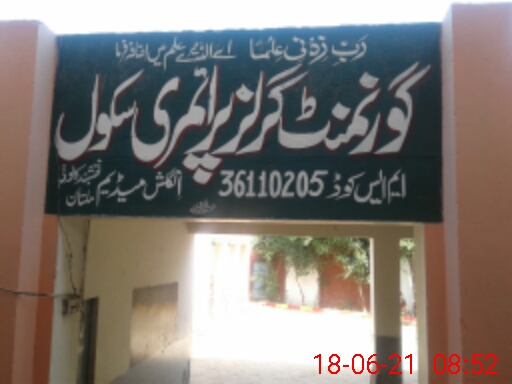 رَبِّ زِدْنِی عِلْمًا اے اللہ میرے علم میں اضافہ فرما
گورنمنٹ گرلز پرائمری سکول
ایم ایس کوڈ 36110205 انگلش میڈیم
ملتان
18-06-21 08:52